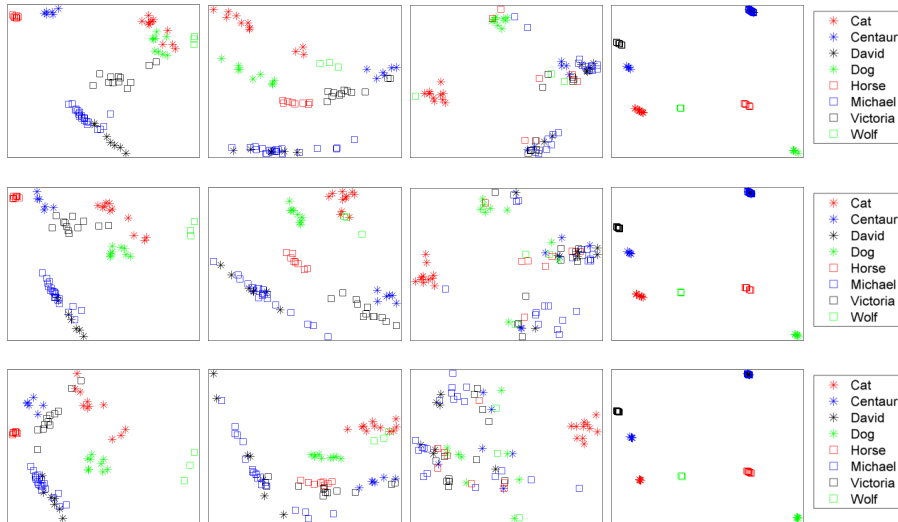 Cat
Centaur
David
Dog
Horse
Michael
Victoria
Wolf
Cat
Centaur
David
Dog
Horse
Michael
Victoria
Wolf
Cat
Centaur
David
Dog
Horse
Michael
Victoria
Wolf